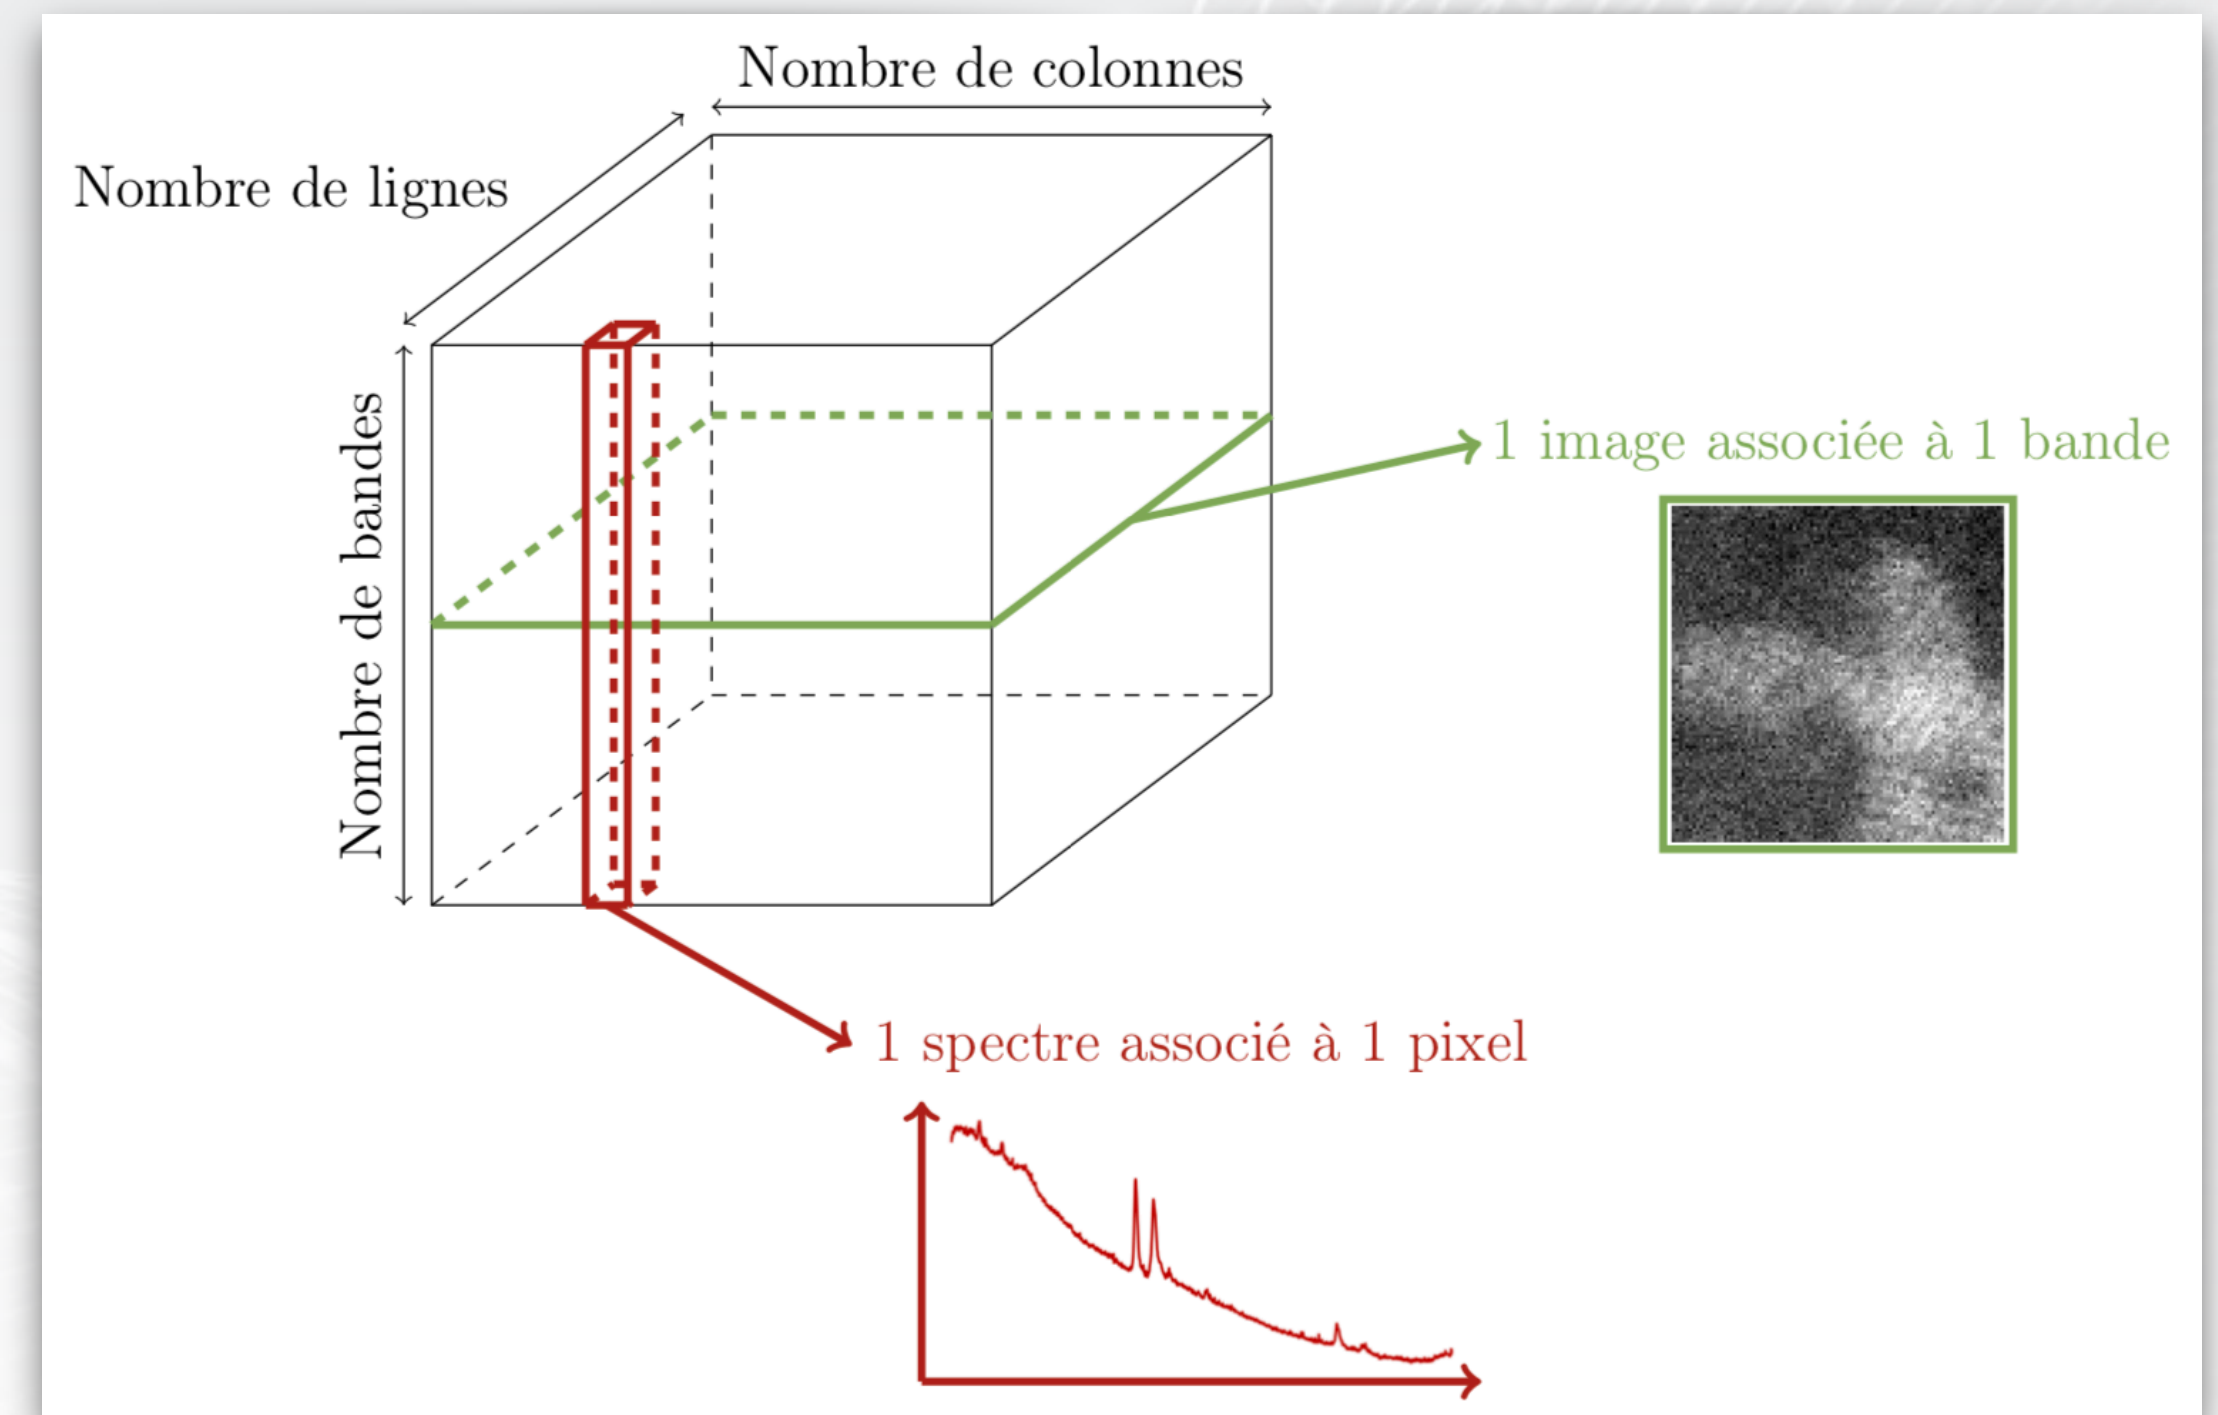 Nombre de colonnes
Nombre de lignes
Nombre de bandes
1 image associée à 1 bande
1 spectre associé à 1 pixel